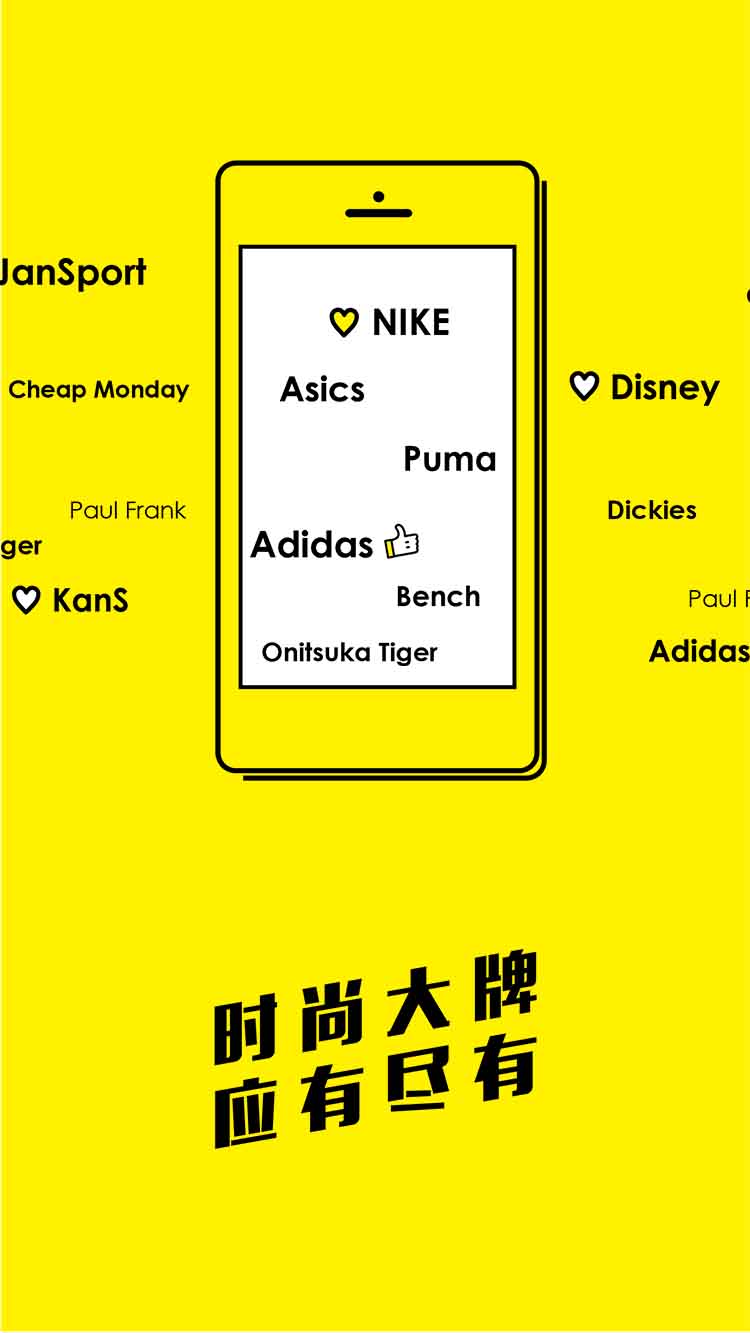 JanSport
NIKE
Asics
Cheap Monday
Disney
Puma
Paul Frank
Dickies
ger
Adidas
KanS
Bench
Paul F
Onitsuka Tiger
Adidas
时尚大牌
应有尽有